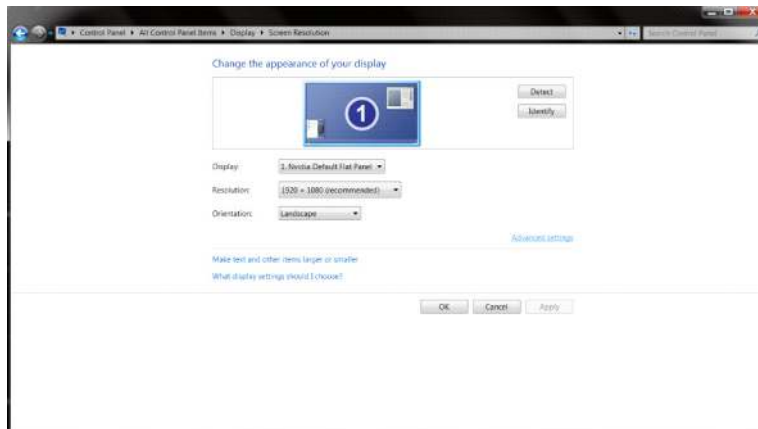 Control Panel ▸ All Control Panel Items ▸ Display ▸ Screen Resolution
Search Control Panel
Change the appearance of your display
1
Detect
Identify
Display: 1. Nvidia Default Flat Panel
Resolution: 1920 × 1080 (recommended)
Orientation: Landscape
Advanced settings
Make text and other items larger or smaller
What display settings should I choose?
OK Cancel Apply